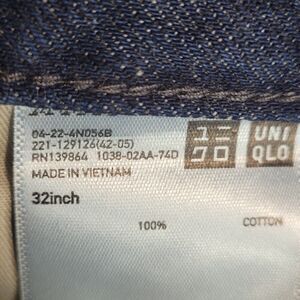 04-22-4N056B
221-129126(42-05)
RN139864 1038-02AA-74D
MADE IN VIETNAM
ユニ
クロ
UNI
QLO
32inch
100% COTTON